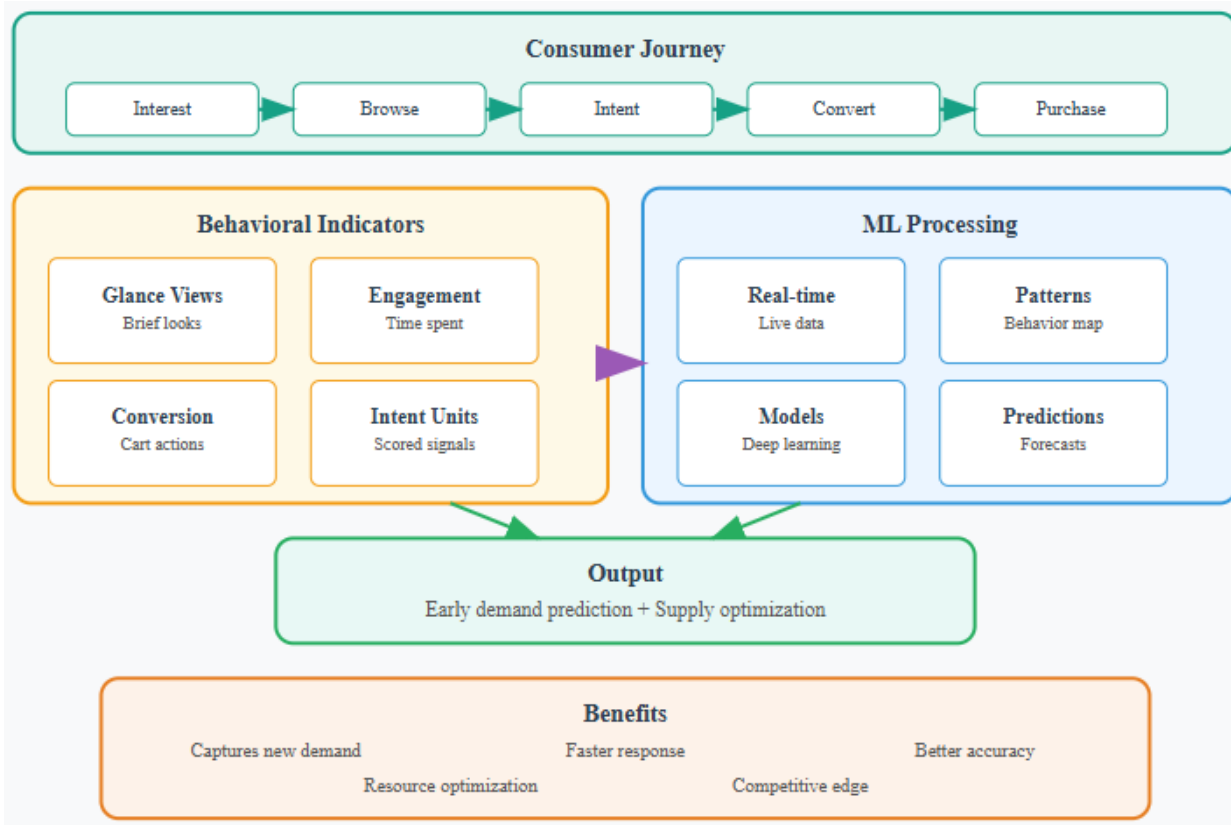 Consumer Journey
Interest
Browse
Intent
Convert
Purchase
Behavioral Indicators
Glance Views
Brief looks
Engagement
Time spent
Conversion
Cart actions
Intent Units
Scored signals
ML Processing
Real-time
Live data
Patterns
Behavior map
Models
Deep learning
Predictions
Forecasts
Output
Early demand prediction + Supply optimization
Benefits
Captures new demand
Faster response
Better accuracy
Resource optimization
Competitive edge